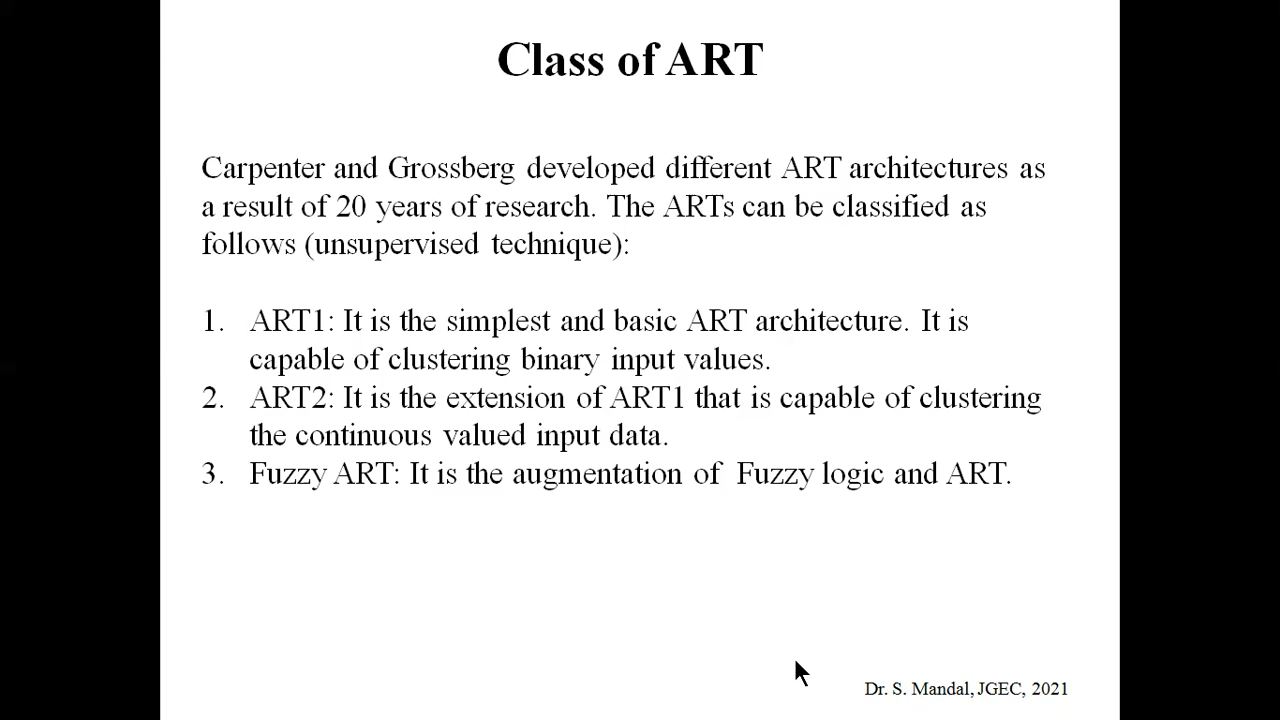 Class of ART
Carpenter and Grossberg developed different ART architectures as
a result of 20 years of research. The ARTs can be classified as
follows (unsupervised technique):
1. ART1: It is the simplest and basic ART architecture. It is
capable of clustering binary input values.
2. ART2: It is the extension of ART1 that is capable of clustering
the continuous valued input data.
3. Fuzzy ART: It is the augmentation of Fuzzy logic and ART.
Dr. S. Mandal, JGEC, 2021